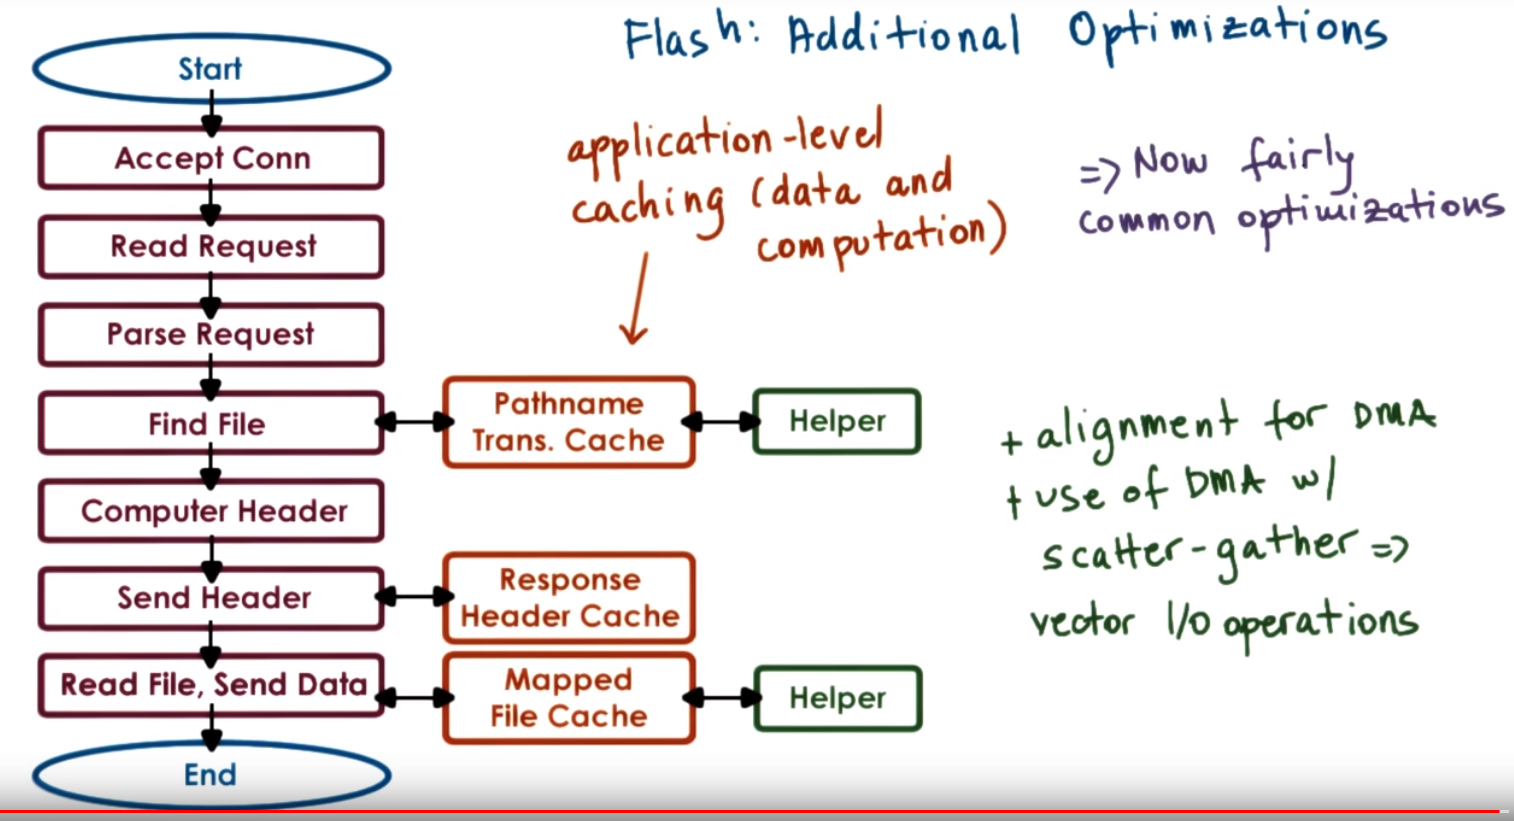 Flash: Additional Optimizations
Start
Accept Conn
Read Request
Parse Request
Find File
Computer Header
Send Header
Read File, Send Data
End
application-level
caching (data and
computation)
Pathname
Trans. Cache
Helper
Response
Header Cache
Mapped
File Cache
Helper
=> Now fairly
common optimizations
+ alignment for DMA
+ use of DMA w/
scatter-gather =>
vector I/O operations